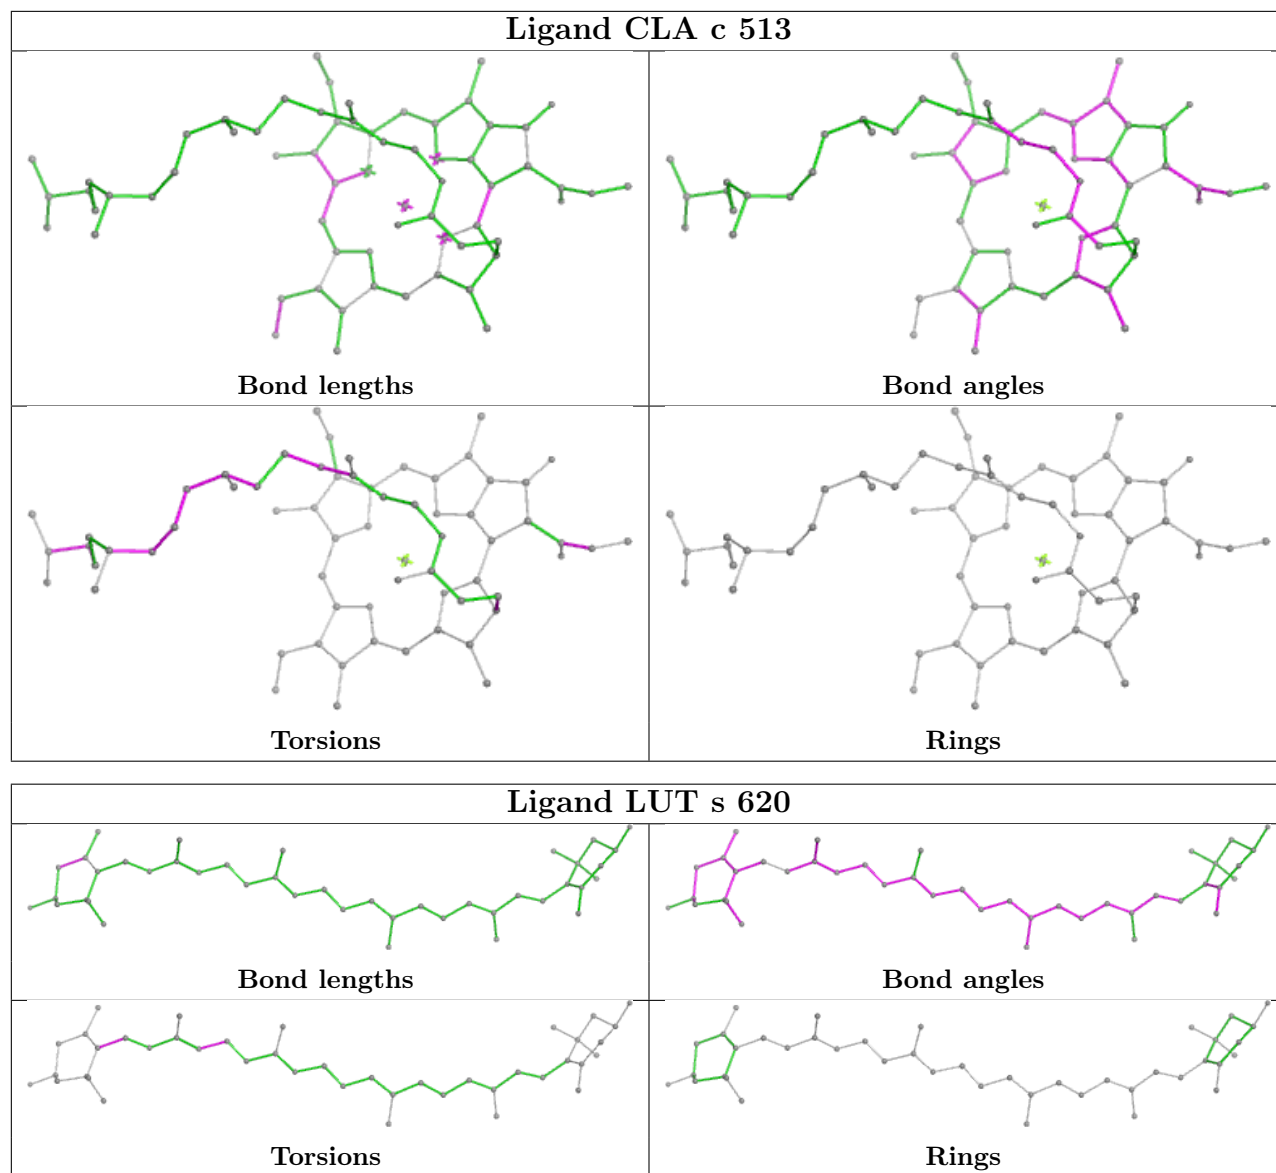 Ligand CLA c 513
Bond lengths
Bond angles
Torsions
Rings
Ligand LUT s 620
Bond lengths
Bond angles
Torsions
Rings